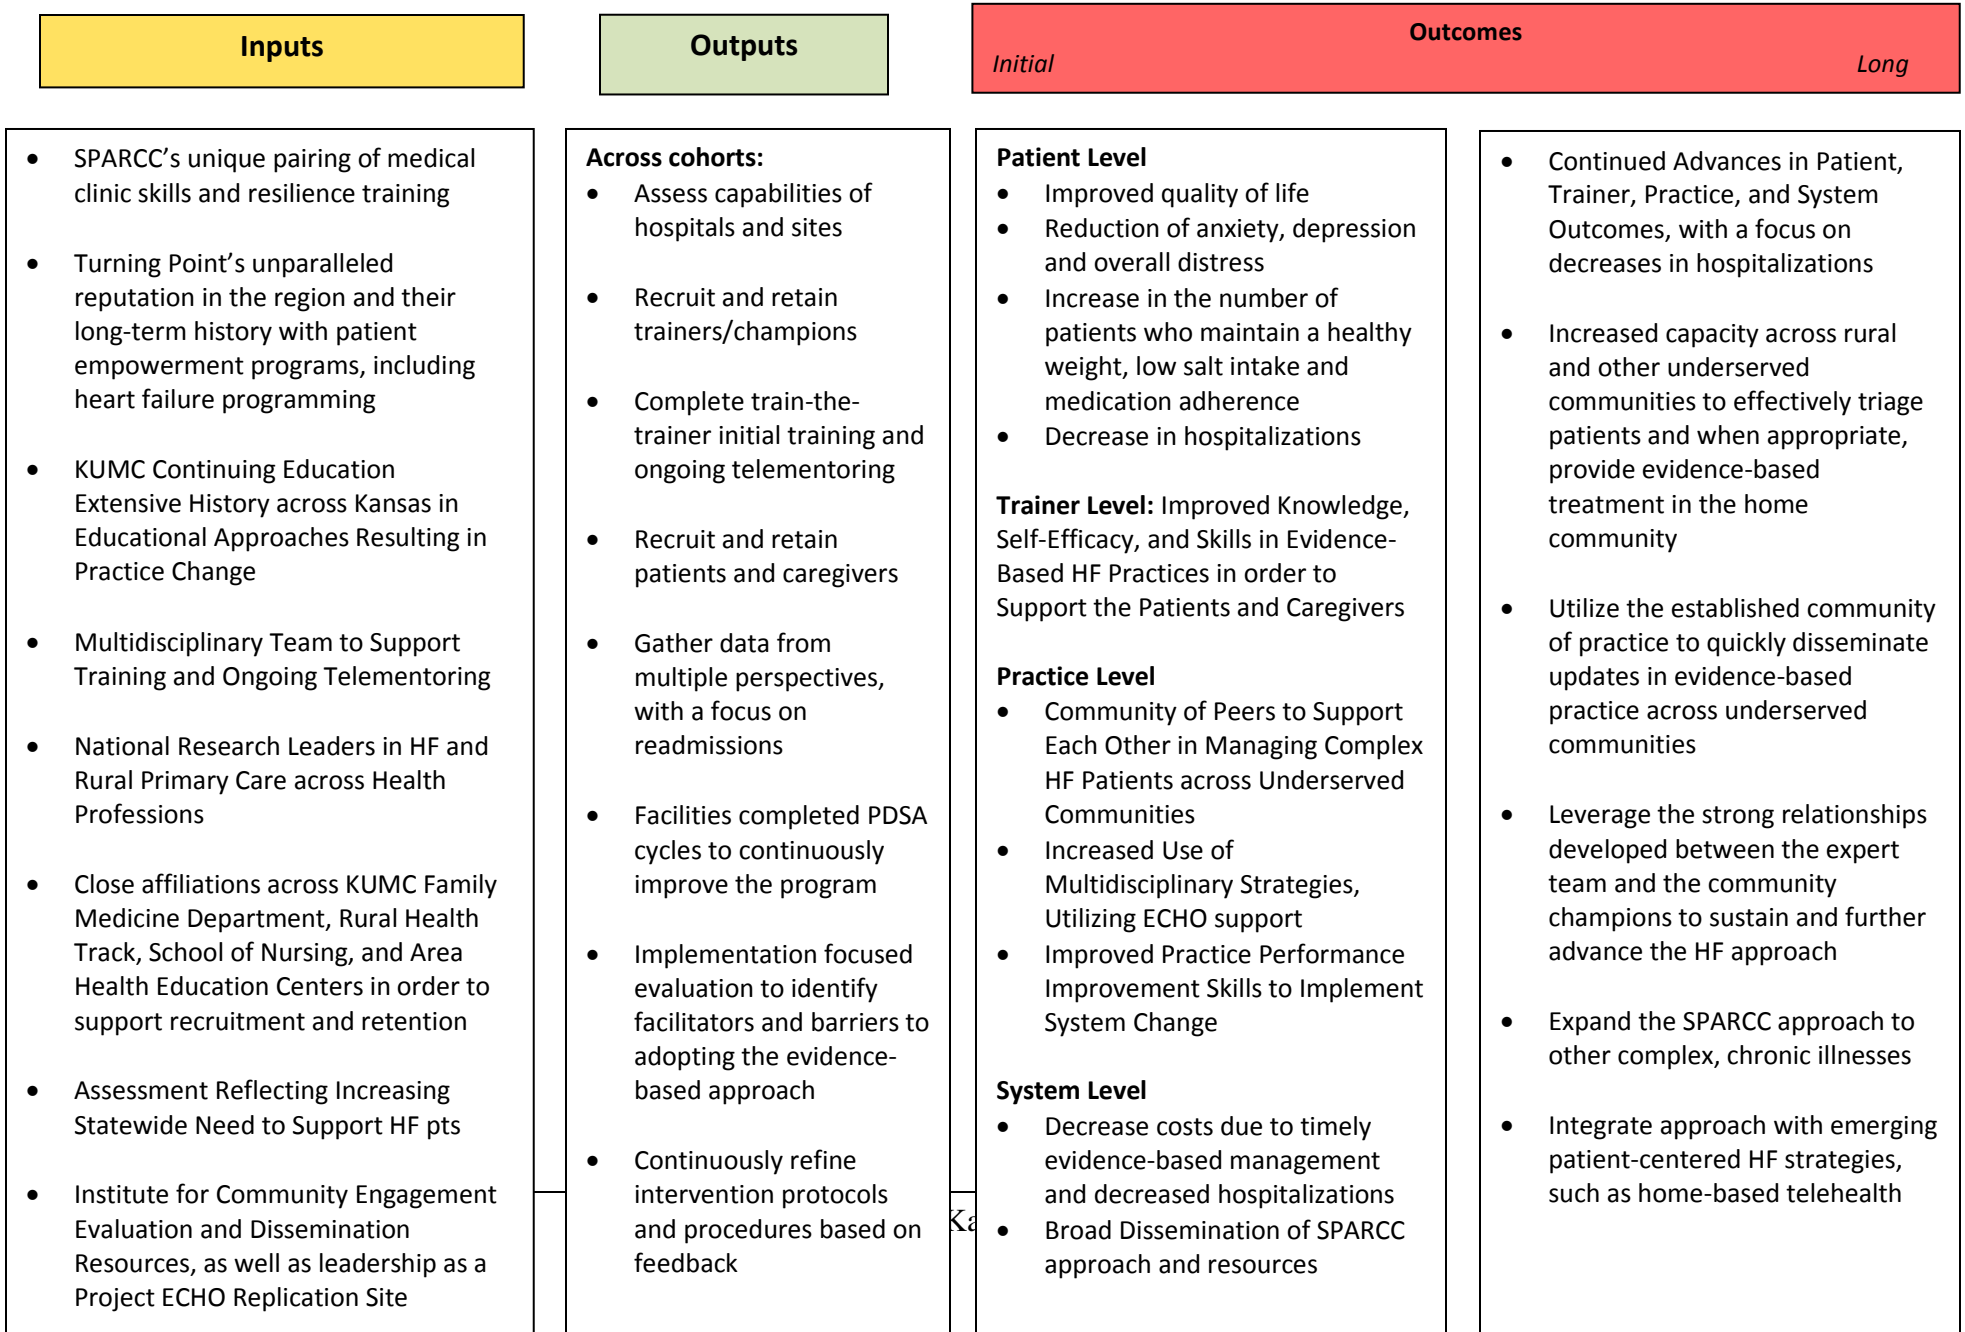 Inputs
Outputs
Outcomes
Initial Long
• SPARCC’s unique pairing of medical
clinic skills and resilience training
• Turning Point’s unparalleled
reputation in the region and their
long-term history with patient
empowerment programs, including
heart failure programming
• KUMC Continuing Education
Extensive History across Kansas in
Educational Approaches Resulting in
Practice Change
• Multidisciplinary Team to Support
Training and Ongoing Telementoring
• National Research Leaders in HF and
Rural Primary Care across Health
Professions
• Close affiliations across KUMC Family
Medicine Department, Rural Health
Track, School of Nursing, and Area
Health Education Centers in order to
support recruitment and retention
• Assessment Reflecting Increasing
Statewide Need to Support HF pts
• Institute for Community Engagement
Evaluation and Dissemination
Resources, as well as leadership as a
Project ECHO Replication Site
Across cohorts:
• Assess capabilities of
hospitals and sites
• Recruit and retain
trainers/champions
• Complete train-the-
trainer initial training and
ongoing telementoring
• Recruit and retain
patients and caregivers
• Gather data from
multiple perspectives,
with a focus on
readmissions
• Facilities completed PDSA
cycles to continuously
improve the program
• Implementation focused
evaluation to identify
facilitators and barriers to
adopting the evidence-
based approach
• Continuously refine
intervention protocols
and procedures based on
feedback
Patient Level
• Improved quality of life
• Reduction of anxiety, depression
and overall distress
• Increase in the number of
patients who maintain a healthy
weight, low salt intake and
medication adherence
• Decrease in hospitalizations
Trainer Level: Improved Knowledge,
Self-Efficacy, and Skills in Evidence-
Based HF Practices in order to
Support the Patients and Caregivers
Practice Level
• Community of Peers to Support
Each Other in Managing Complex
HF Patients across Underserved
Communities
• Increased Use of
Multidisciplinary Strategies,
Utilizing ECHO support
• Improved Practice Performance
Improvement Skills to Implement
System Change
System Level
• Decrease costs due to timely
evidence-based management
and decreased hospitalizations
• Broad Dissemination of SPARCC
approach and resources
• Continued Advances in Patient,
Trainer, Practice, and System
Outcomes, with a focus on
decreases in hospitalizations
• Increased capacity across rural
and other underserved
communities to effectively triage
patients and when appropriate,
provide evidence-based
treatment in the home
community
• Utilize the established community
of practice to quickly disseminate
updates in evidence-based
practice across underserved
communities
• Leverage the strong relationships
developed between the expert
team and the community
champions to sustain and further
advance the HF approach
• Expand the SPARCC approach to
other complex, chronic illnesses
• Integrate approach with emerging
patient-centered HF strategies,
such as home-based telehealth